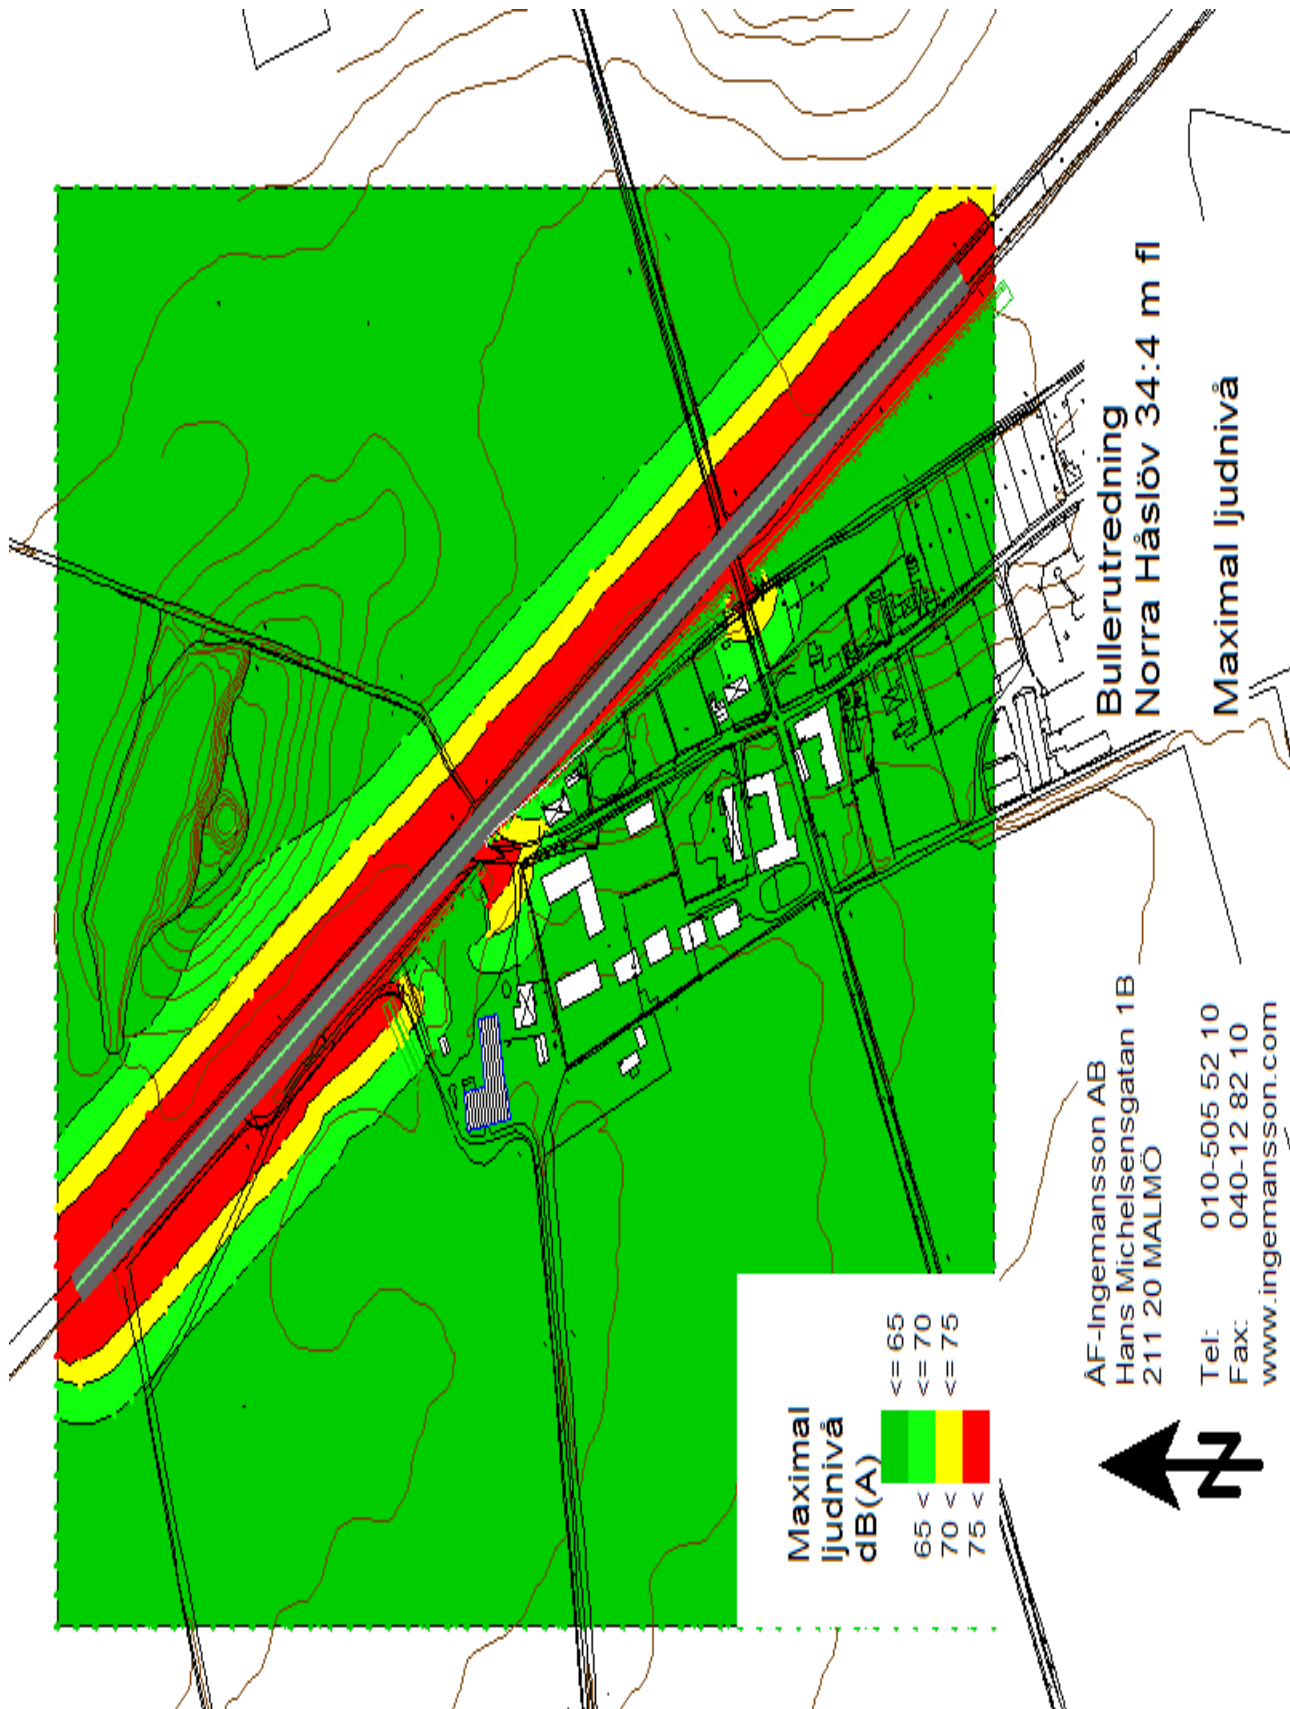 Maximal
ljudnivå
dB(A)
<= 65
65 < <= 70
70 < <= 75
75 <
Bullerutredning
Norra Håslöv 34:4 m fl
Maximal ljudnivå
ÅF-Ingemansson AB
Hans Michelsensgatan 1B
211 20 MALMÖ
Tel: 010-505 52 10
Fax: 040-12 82 10
www.ingemansson.com
N